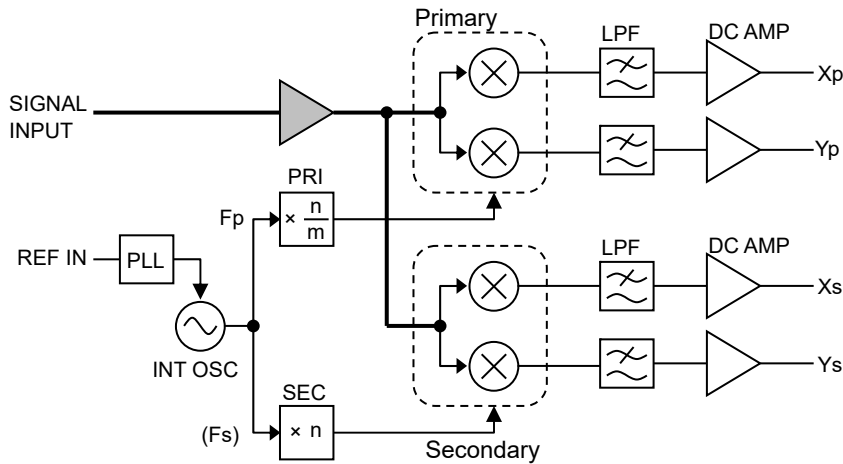 Primary
LPF
DC AMP
Xp
SIGNAL
INPUT
Yp
PRI
Fp
× n/m
REF IN
PLL
LPF
DC AMP
Xs
INT OSC
Ys
SEC
(Fs)
× n
Secondary